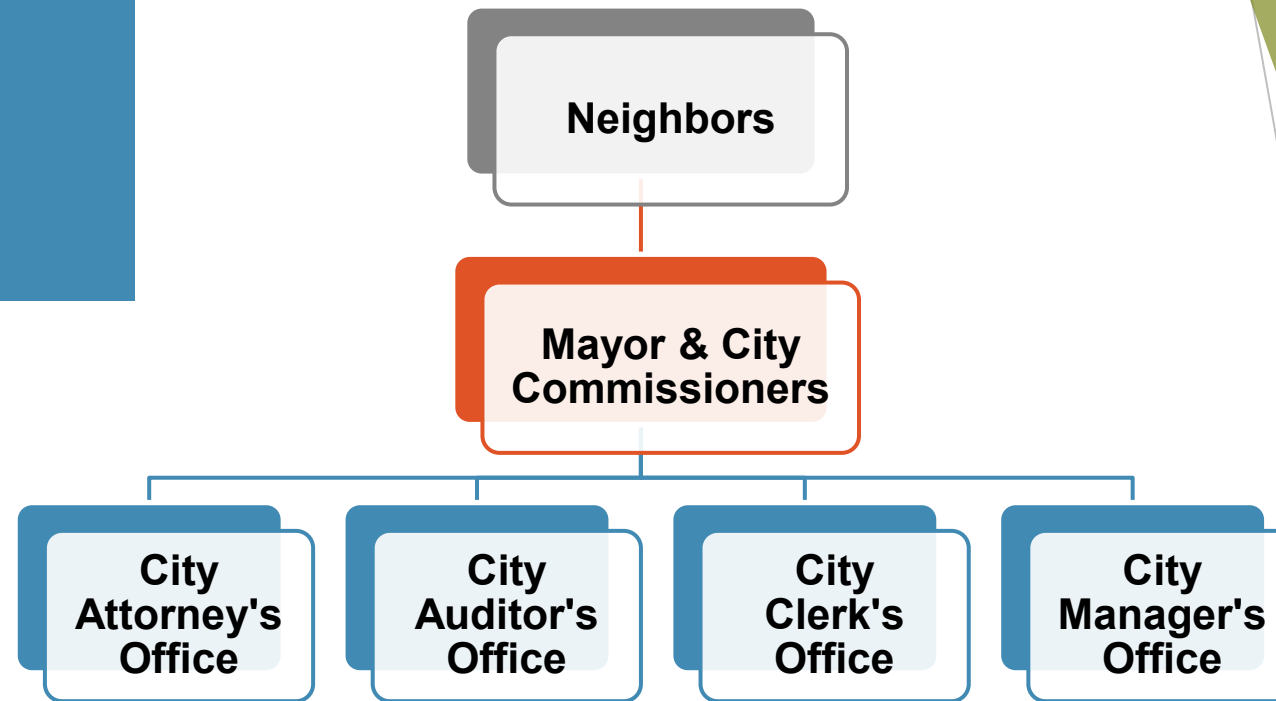 Neighbors
Mayor & City
Commissioners
City
Attorney's
Office
City
Auditor's
Office
City
Clerk's
Office
City
Manager's
Office